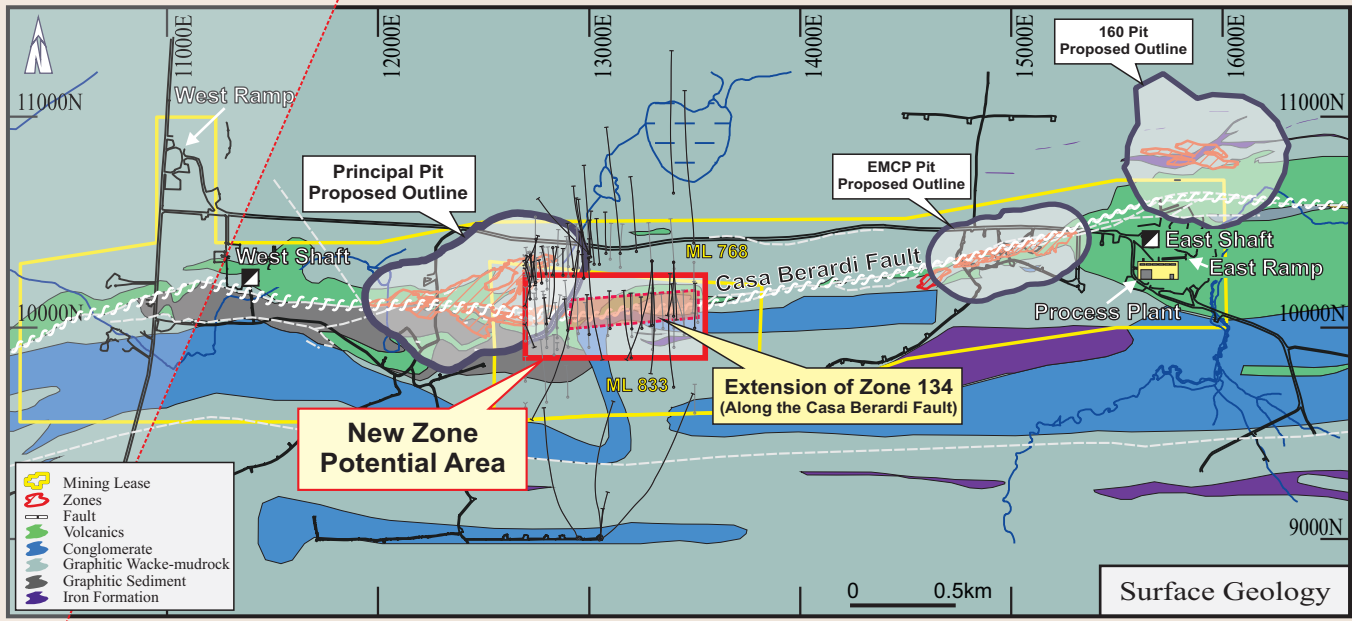 11000E
12000E
13000E
14000E
15000E
16000E
160 Pit
Proposed Outline
11000N
11000N
West Ramp
Principal Pit
Proposed Outline
EMCP Pit
Proposed Outline
West Shaft
ML 768
Casa Berardi Fault
East Shaft
East Ramp
10000N
10000N
Process Plant
ML 833
Extension of Zone 134
(Along the Casa Berardi Fault)
New Zone
Potential Area
Mining Lease
Zones
Fault
Volcanics
Conglomerate
Graphitic Wacke-mudrock
Graphitic Sediment
Iron Formation
9000N
0 0.5km
Surface Geology